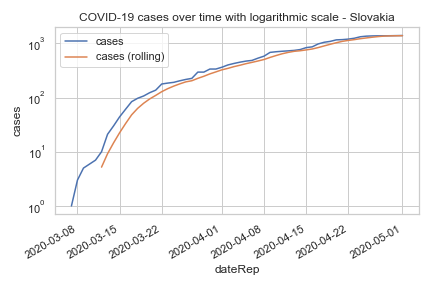 COVID-19 cases over time with logarithmic scale - Slovakia
cases
cases (rolling)
10³
10²
10¹
10⁰
cases
2020-03-08
2020-03-15
2020-03-22
2020-04-01
2020-04-08
2020-04-15
2020-04-22
2020-05-01
dateRep